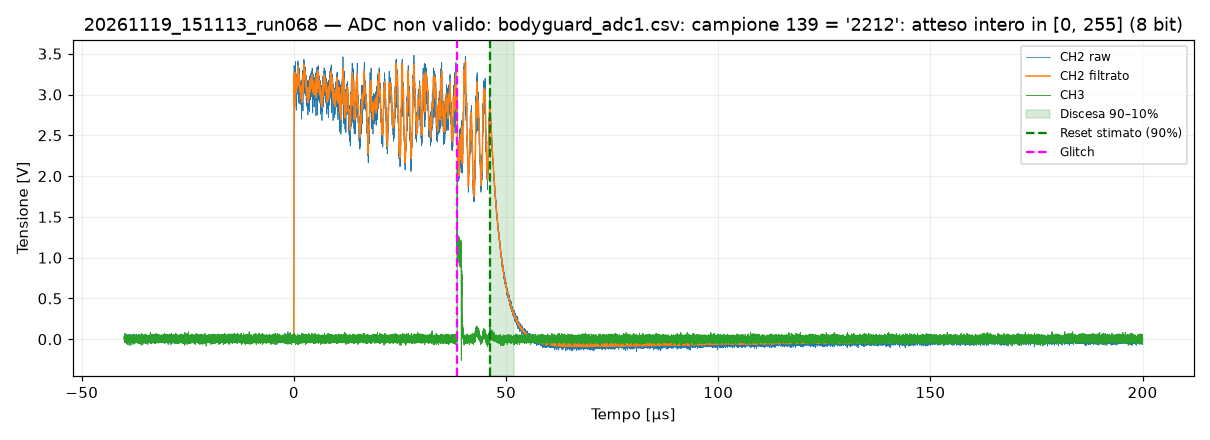 20261119_151113_run068 — ADC non valido: bodyguard_adc1.csv: campione 139 = '2212': atteso intero in [0, 255] (8 bit)
Tensione [V]
3.5
3.0
2.5
2.0
1.5
1.0
0.5
0.0
CH2 raw
CH2 filtrato
CH3
Discesa 90–10%
Reset stimato (90%)
Glitch
−50
0
50
100
150
200
Tempo [µs]